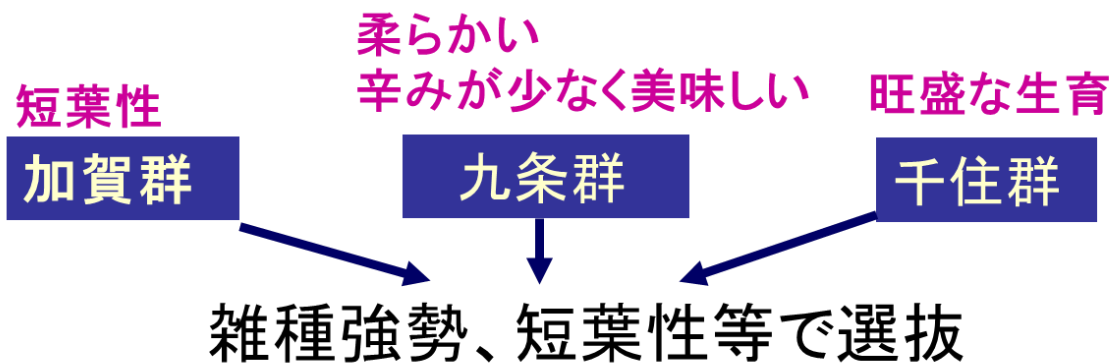 短葉性
加賀群
柔らかい
辛みが少なく美味しい
九条群
旺盛な生育
千住群
雑種強勢、短葉性等で選抜